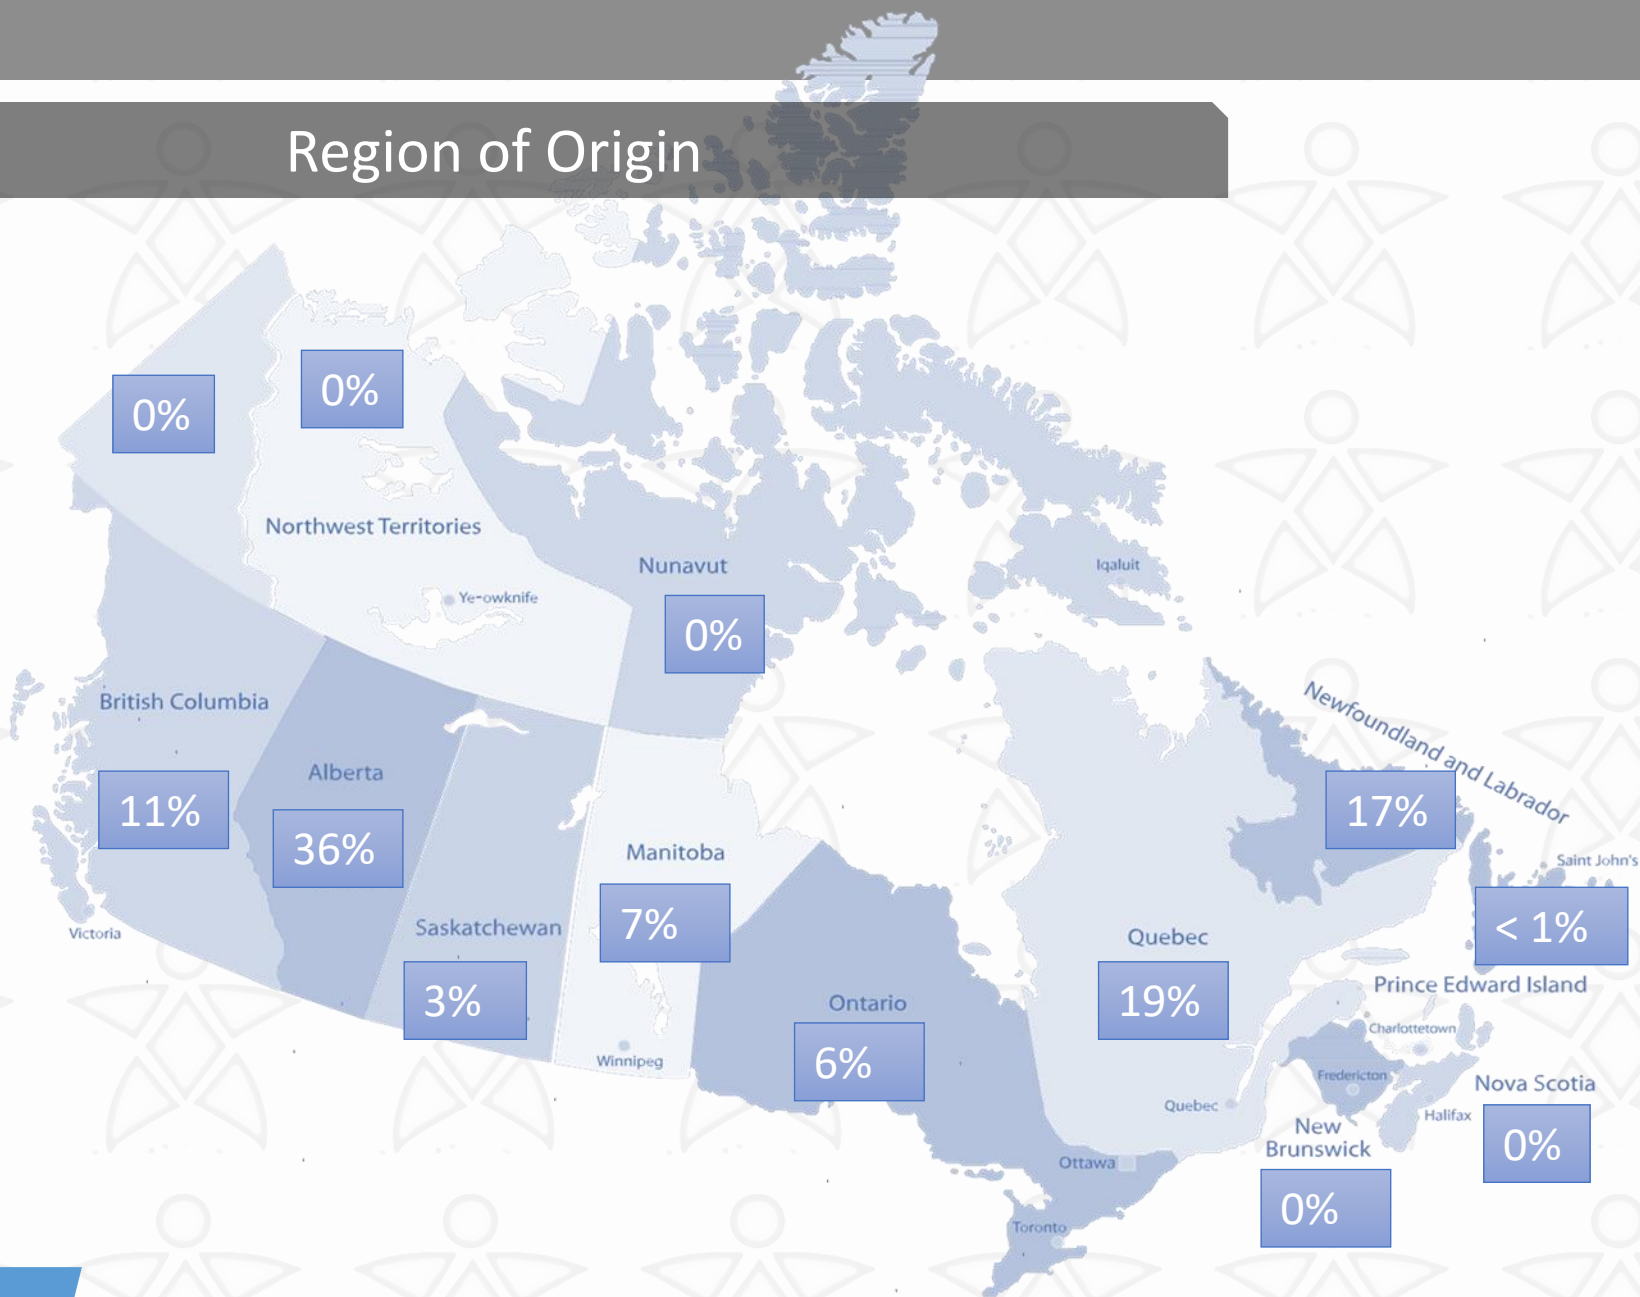 Region of Origin
0%
0%
Northwest Territories
Nunavut
Iqaluit
Ye-owknife
0%
British Columbia
Newfoundland and Labrador
Alberta
11%
17%
36%
Manitoba
Saint John's
7%
Saskatchewan
Victoria
Quebec
< 1%
3%
Ontario
19%
Prince Edward Island
Charlottetown
6%
Winnipeg
Fredericton
Nova Scotia
Quebec
Halifax
New
Brunswick
0%
Ottawa
0%
Toronto